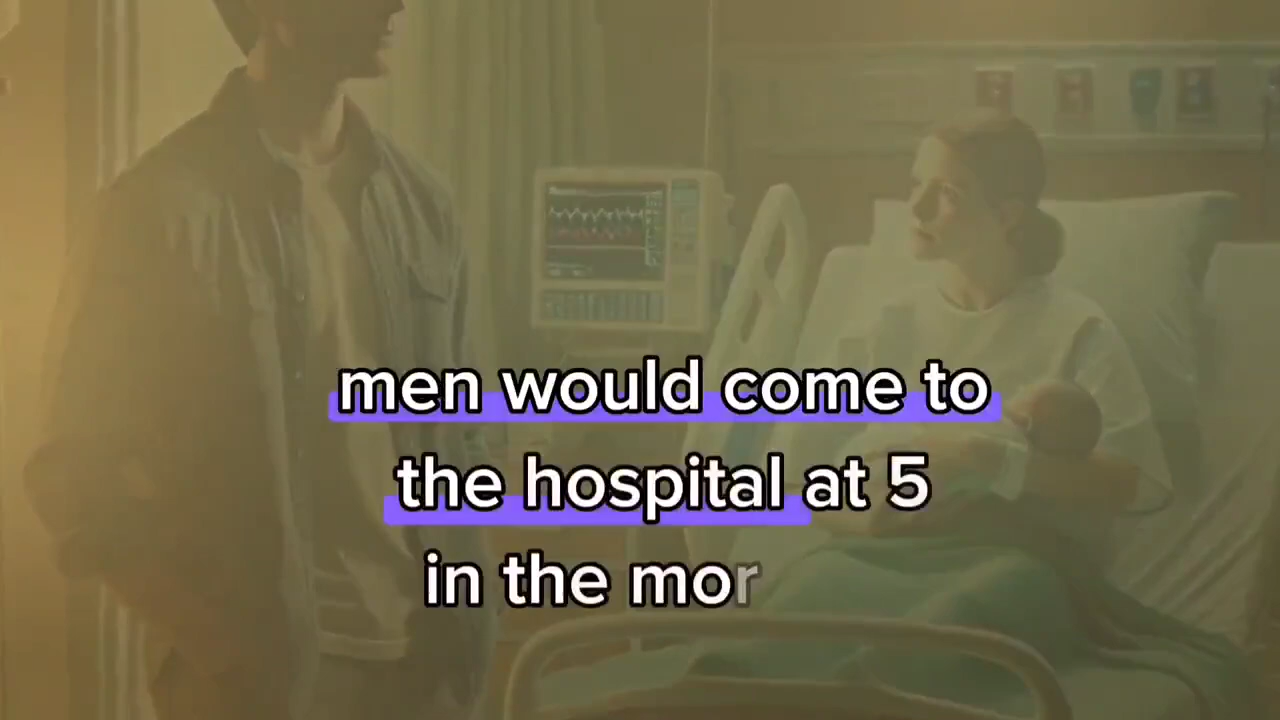 men would come to
the hospital at 5
in the mor